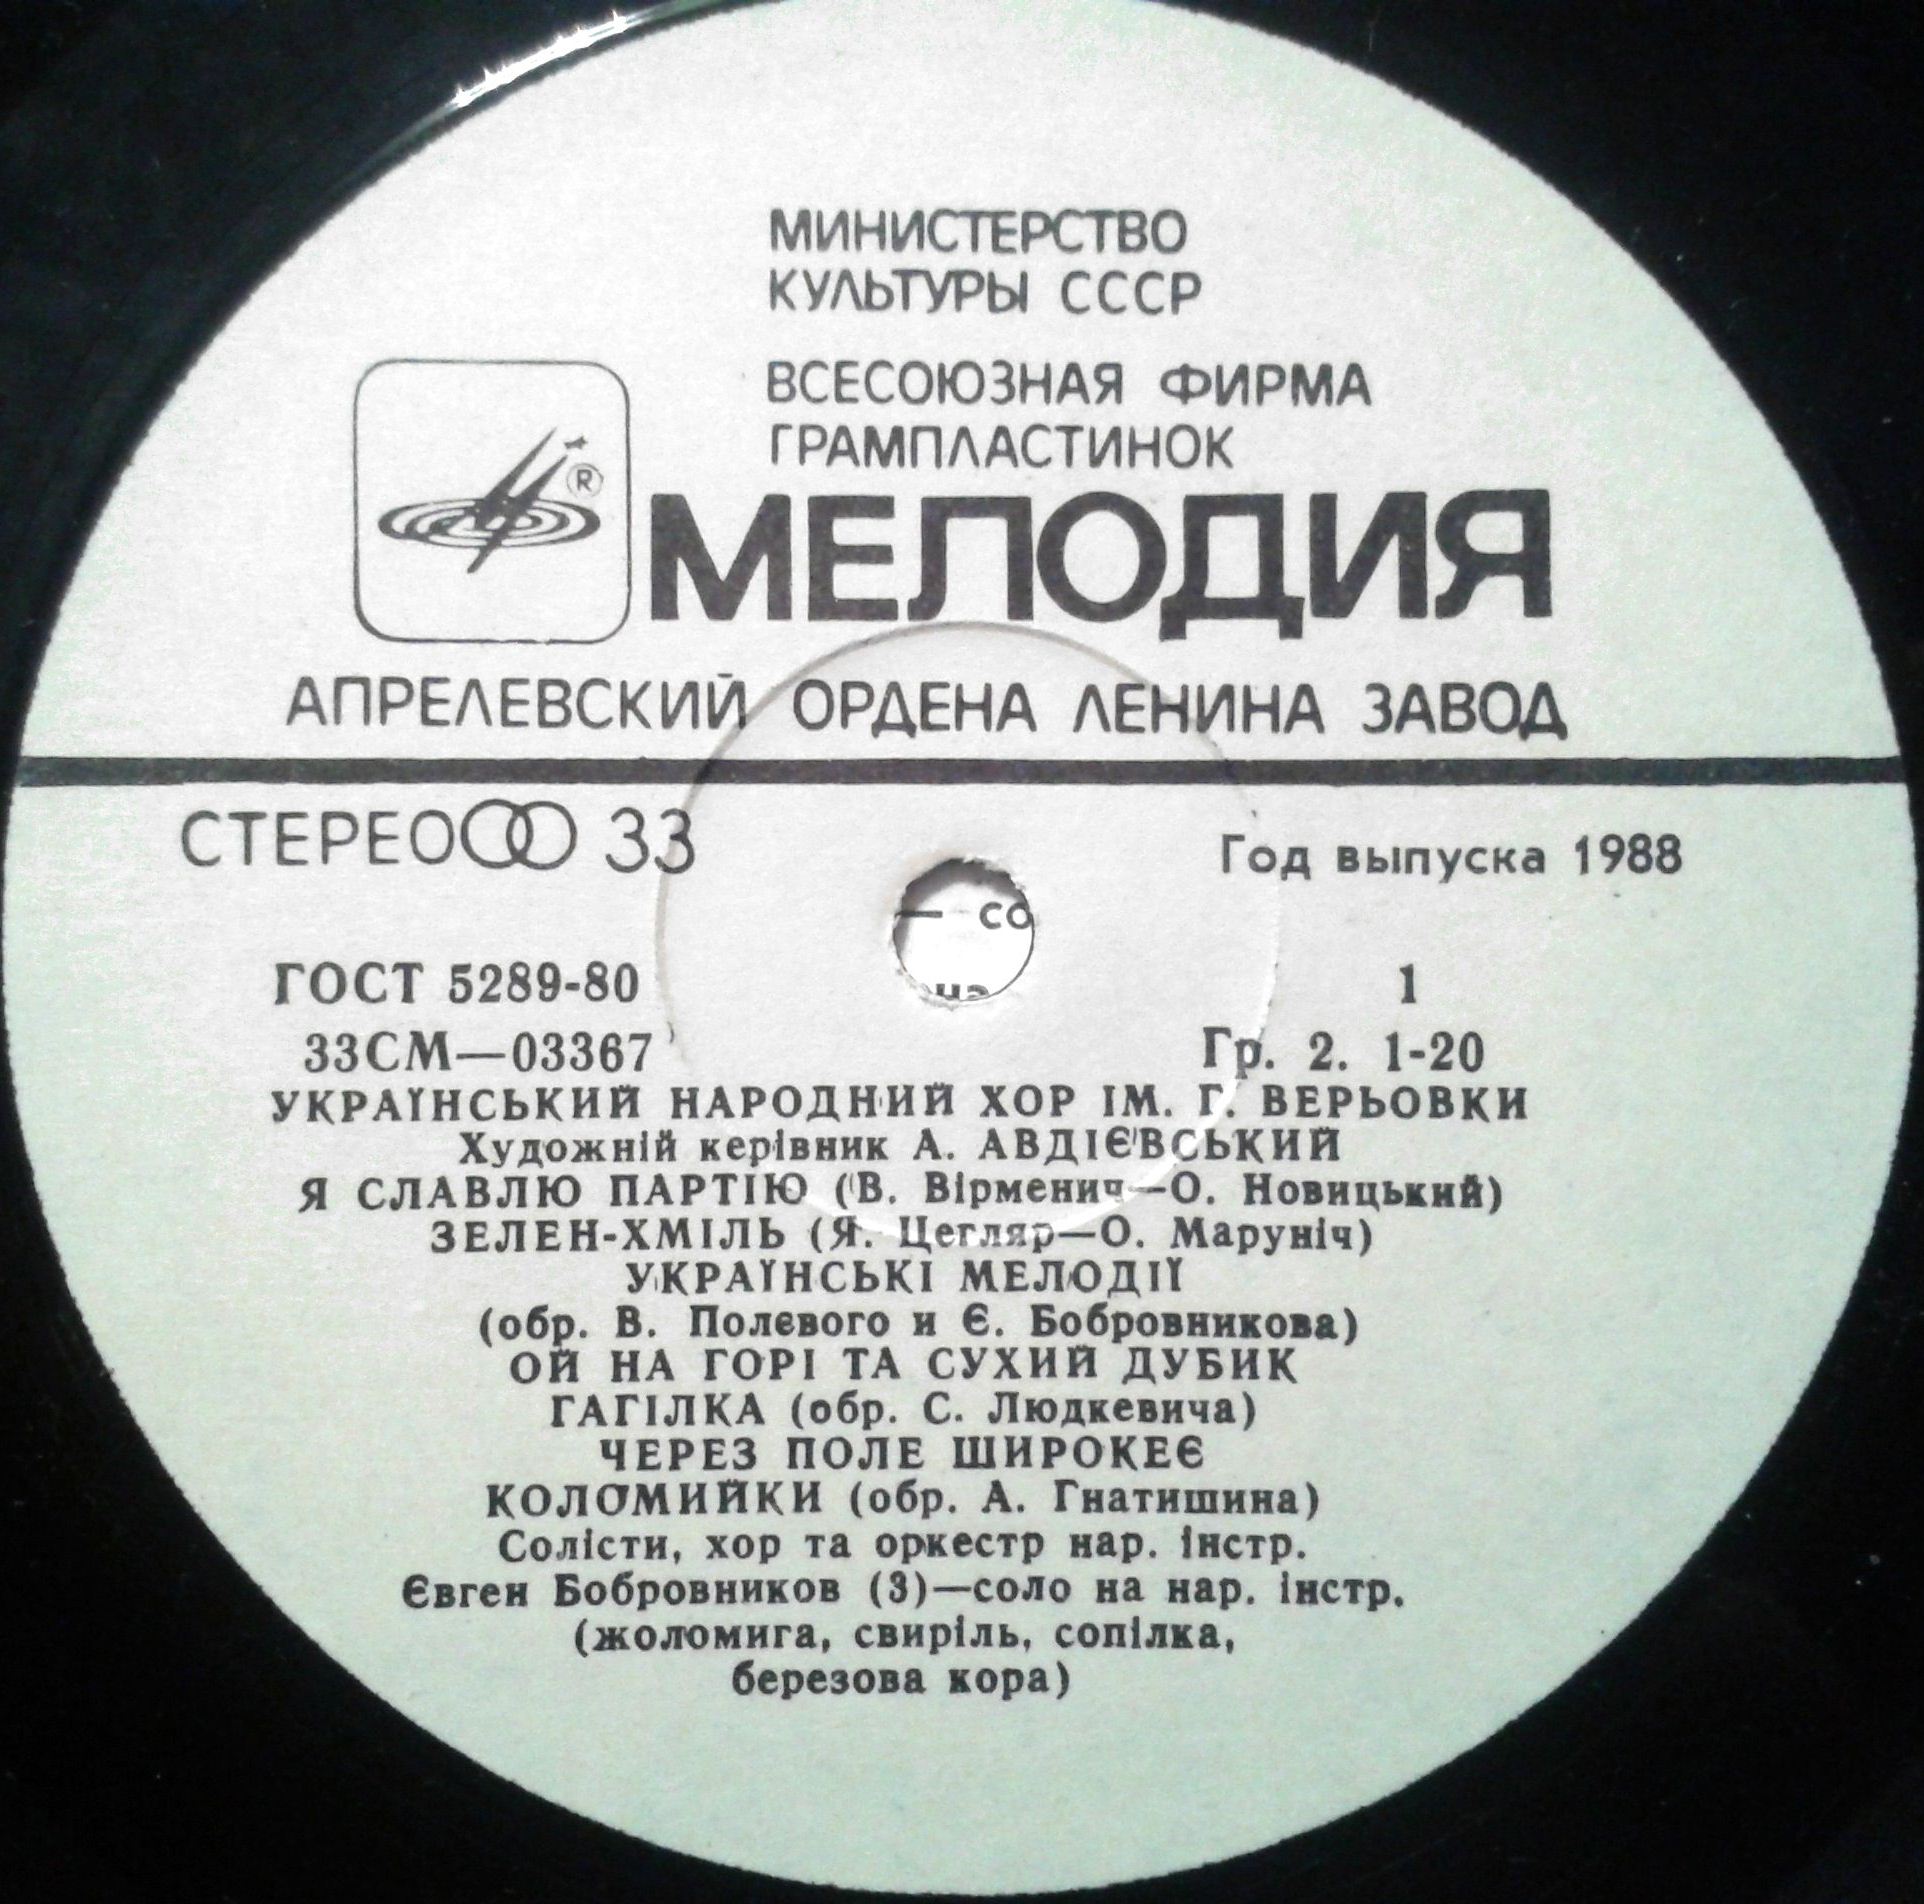 МИНИСТЕРСТВО
КУЛЬТУРЫ СССР
ВСЕСОЮЗНАЯ ФИРМА
ГРАМПЛАСТИНОК
®
МЕЛОДИЯ
АПРЕЛЕВСКИЙ ОРДЕНА ЛЕНИНА ЗАВОД
СТЕРЕО 33
Год выпуска 1988
ГОСТ 5289-80 1
33СМ—03367 Гр. 2. 1-20
УКРАЇНСЬКИЙ НАРОДНИЙ ХОР ІМ. Г. ВЕРЬОВКИ
Художній керівник А. АВДІЄВСЬКИЙ
Я СЛАВЛЮ ПАРТІЮ (В. Вірменич—О. Новицький)
ЗЕЛЕН-ХМІЛЬ (Я. Цегляр—О. Маруніч)
УКРАЇНСЬКІ МЕЛОДІЇ
(обр. В. Полевого и Є. Бобровникова)
ОЙ НА ГОРІ ТА СУХИЙ ДУБИК
ГАГІЛКА (обр. С. Людкевича)
ЧЕРЕЗ ПОЛЕ ШИРОКЕЄ
КОЛОМИЙКИ (обр. А. Гнатишина)
Солісти, хор та оркестр нар. інстр.
Євген Бобровников (3)—соло на нар. інстр.
(жоломига, свиріль, сопілка,
березова кора)